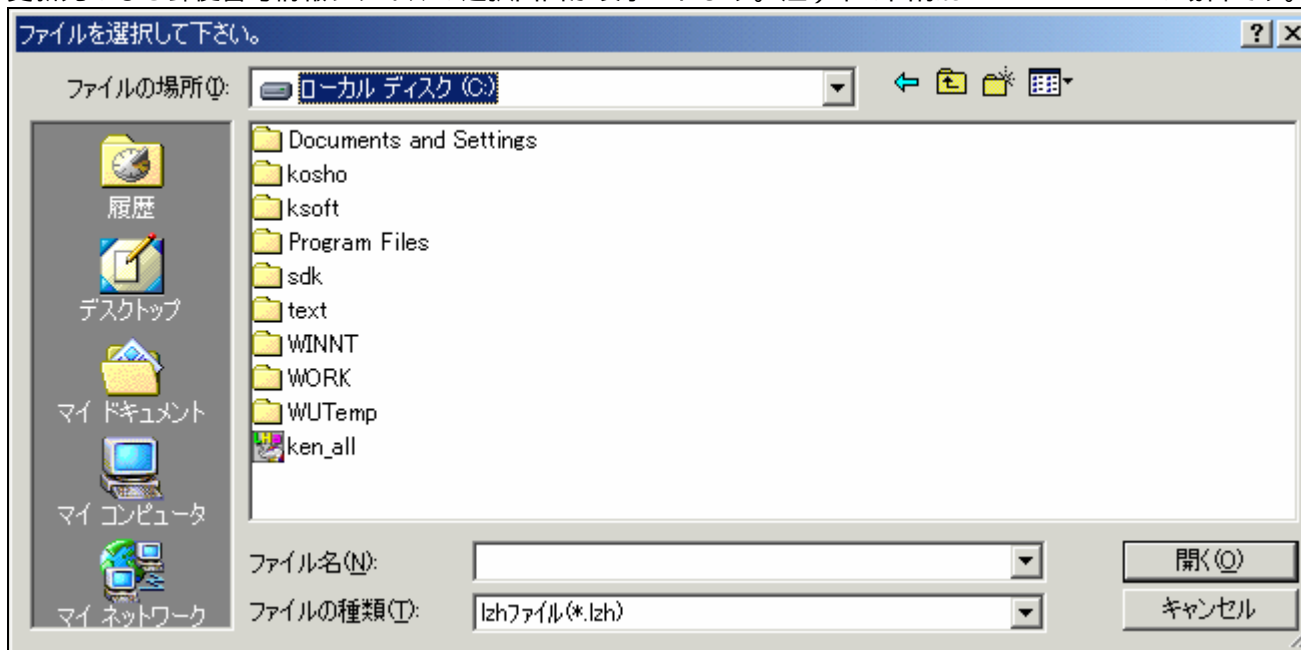 ファイルを選択して下さい。
ファイルの場所(I):
ローカル ディスク (C:)
履歴
デスクトップ
マイ ドキュメント
マイ コンピュータ
マイ ネットワーク
Documents and Settings
kosho
ksoft
Program Files
sdk
text
WINNT
WORK
WUTemp
ken_all
ファイル名(N):
開く(O)
ファイルの種類(T):
lzhファイル(*.lzh)
キャンセル